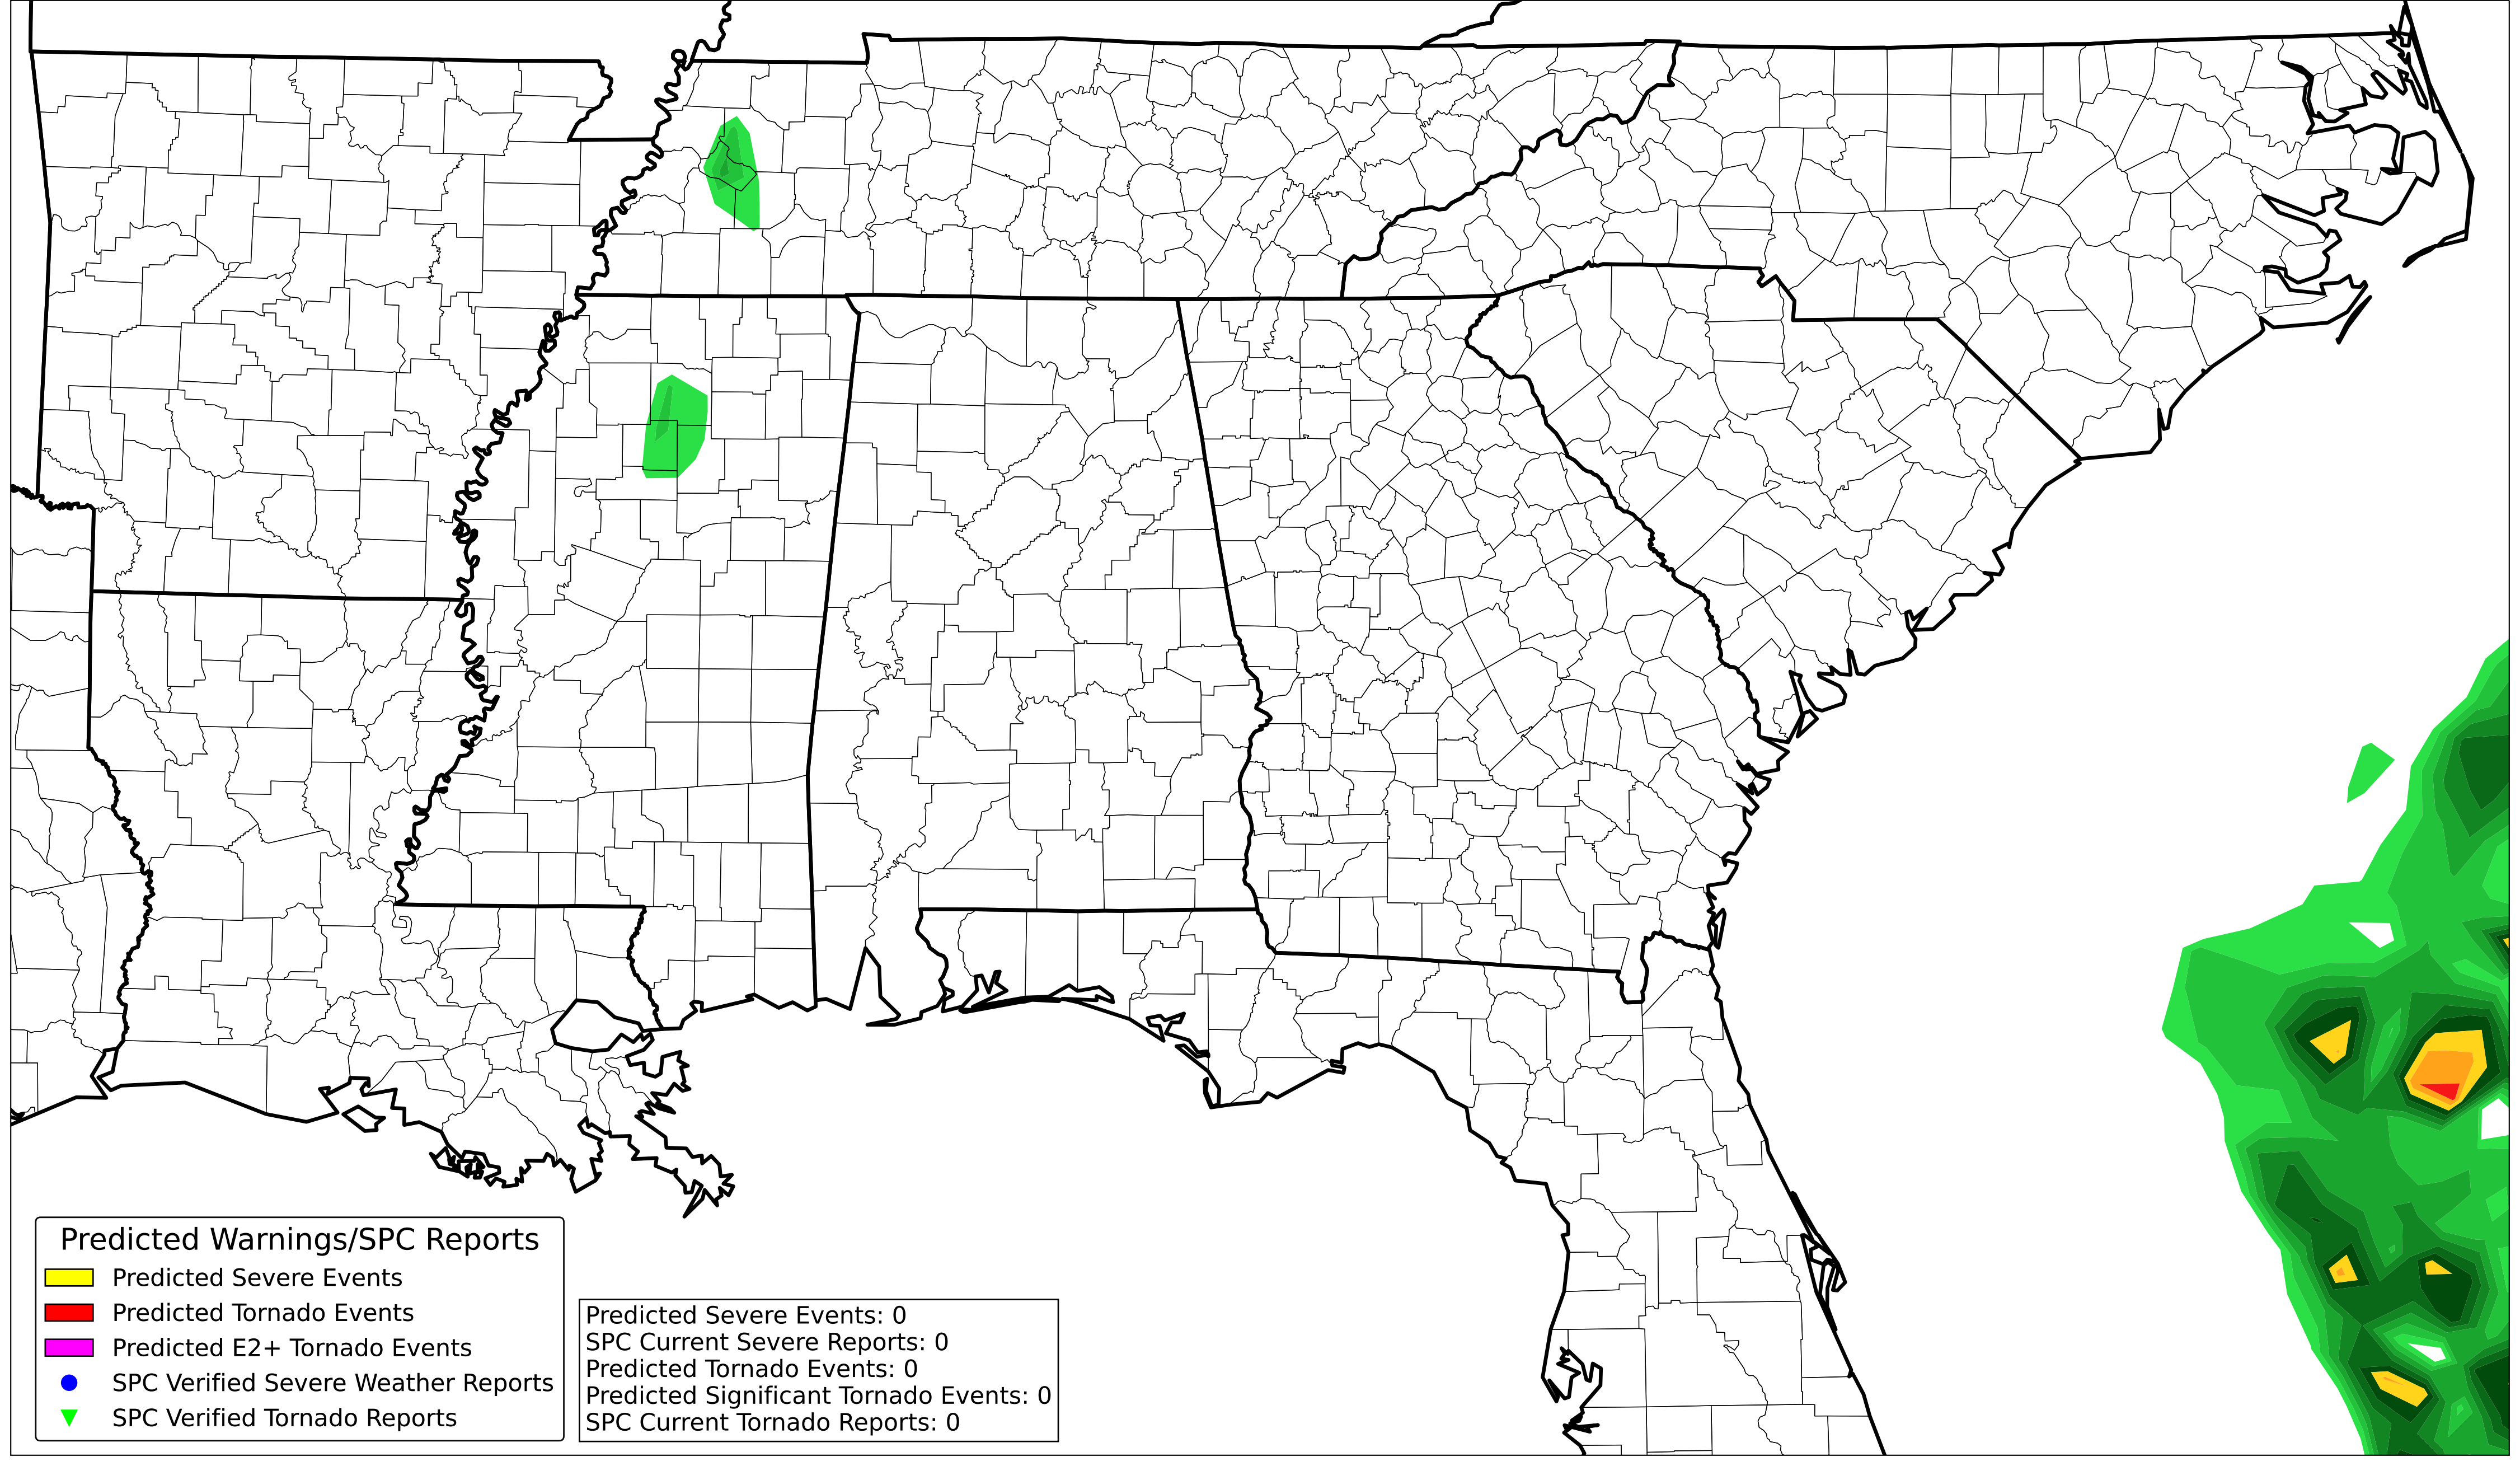 Predicted Warnings/SPC Reports
Predicted Severe Events
Predicted Tornado Events
Predicted E2+ Tornado Events
SPC Verified Severe Weather Reports
SPC Verified Tornado Reports
Predicted Severe Events: 0
SPC Current Severe Reports: 0
Predicted Tornado Events: 0
Predicted Significant Tornado Events: 0
SPC Current Tornado Reports: 0